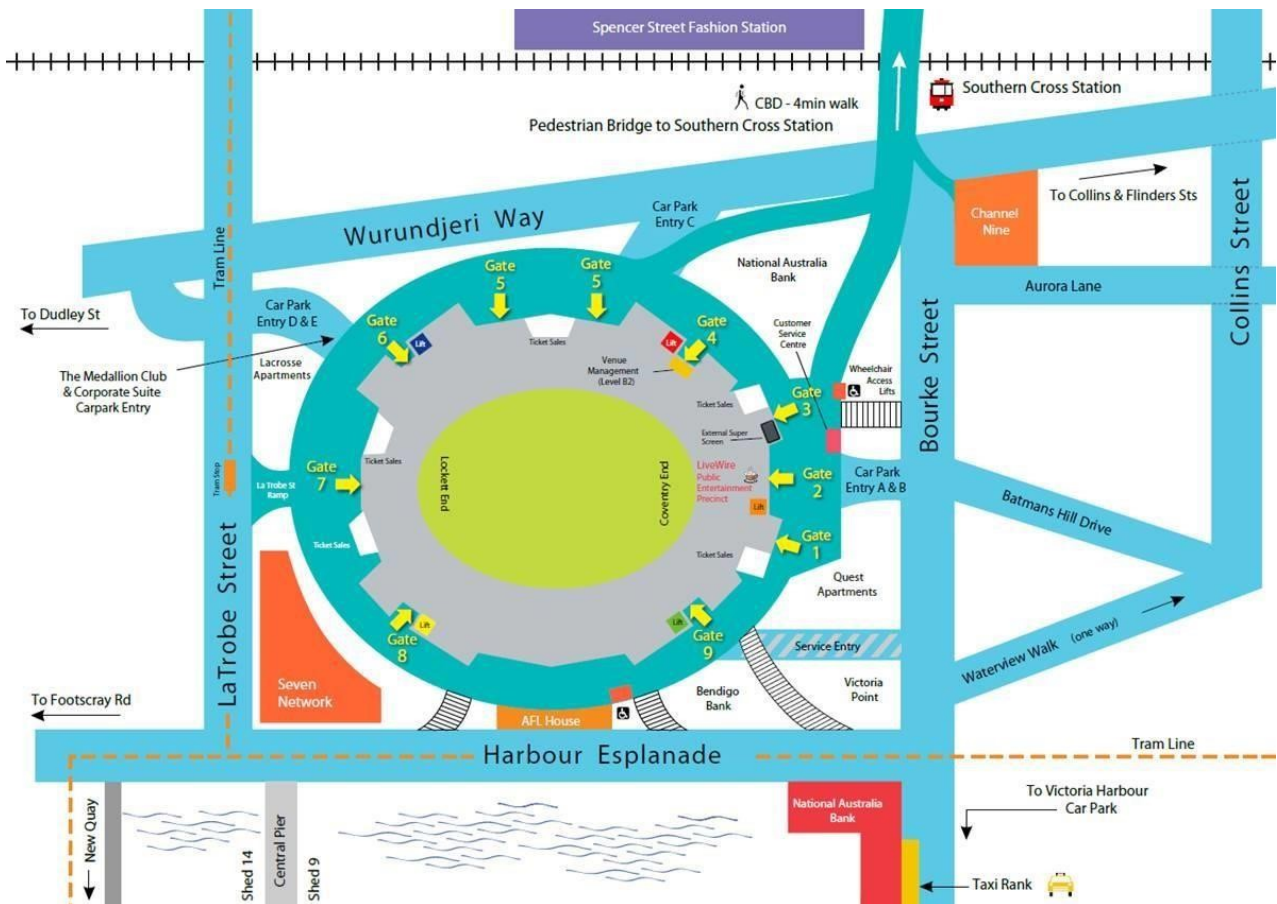 Spencer Street Fashion Station
CBD - 4min walk
Southern Cross Station
Pedestrian Bridge to Southern Cross Station
To Collins & Flinders Sts
Channel
Nine
Collins Street
Aurora Lane
Tram Line
Wurundjeri Way
Car Park
Entry C
National Australia
Bank
Bourke Street
To Dudley St
Car Park
Entry D & E
Lacrosse
Apartments
The Medallion Club
& Corporate Suite
Carpark Entry
Gate
5
Gate
5
Gate
6
Lift
Ticket Sales
Lift
Gate
4
Venue
Management
(Level B2)
Customer
Service
Centre
Wheelchair
Access
Lifts
Ticket Sales
Gate
3
External Super
Screen
Ticket Sales
Tram Stop
La Trobe St
Ramp
Gate
7
Lockett End
Coventry End
LiveWire
Public
Entertainment
Precinct
Gate
2
Car Park
Entry A & B
Lift
Batmans Hill Drive
Ticket Sales
Gate
1
Ticket Sales
LaTrobe Street
Quest
Apartments
Lift
Gate
8
Lift
Gate
9
Service Entry
Waterview Walk (one way)
Seven
Network
Bendigo
Bank
Victoria
Point
To Footscray Rd
AFL House
Harbour Esplanade
Tram Line
New Quay
Shed 14
Central Pier
Shed 9
National Australia
Bank
To Victoria Harbour
Car Park
Taxi Rank